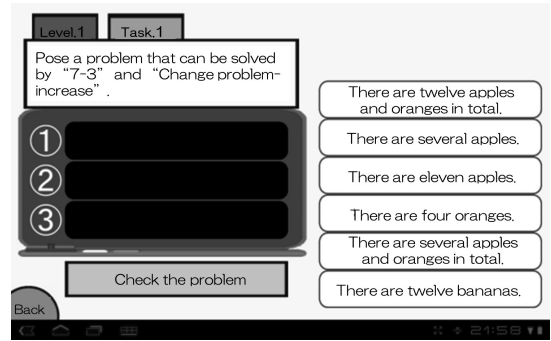 Level.1
Task.1
Pose a problem that can be solved
by “7-3” and “Change problem-
increase”.
①
②
③
Check the problem
Back
There are twelve apples
and oranges in total.
There are several apples.
There are eleven apples.
There are four oranges.
There are several apples
and oranges in total.
There are twelve bananas.
21:58